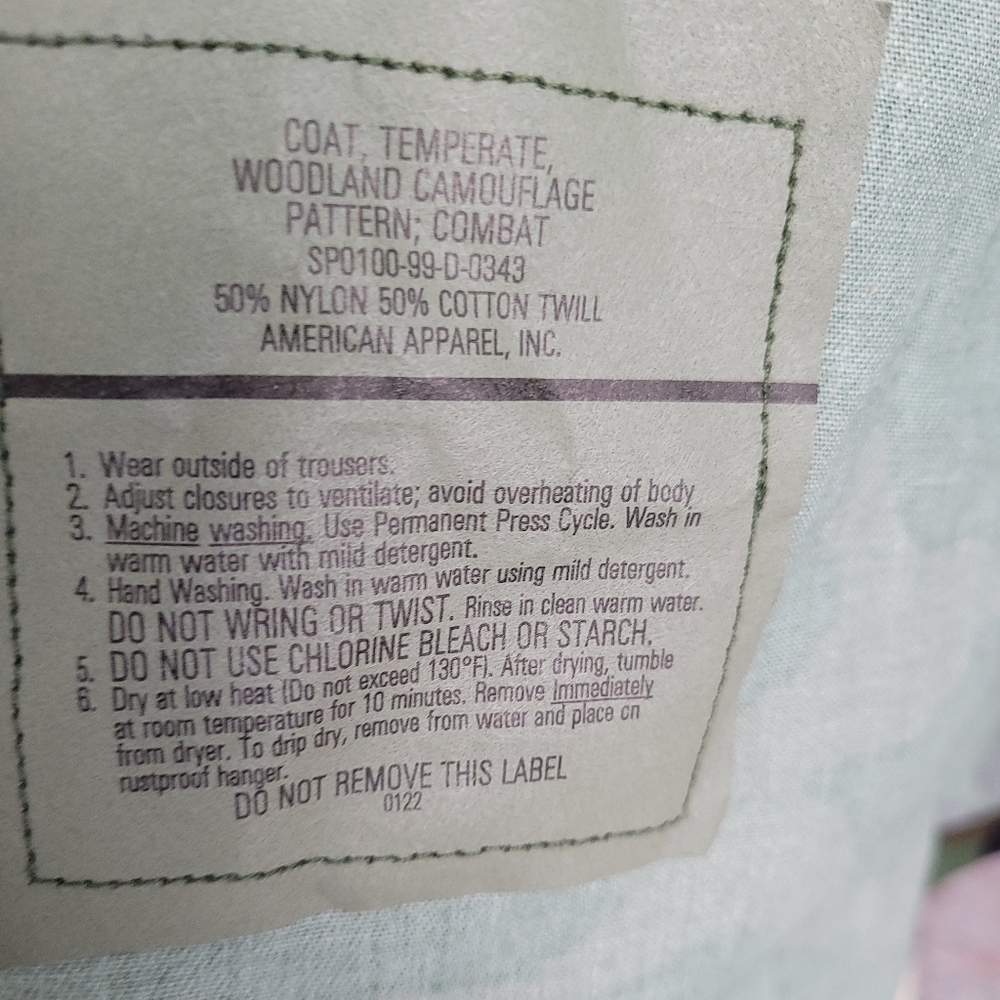 COAT, TEMPERATE,
WOODLAND CAMOUFLAGE
PATTERN; COMBAT
SP0100-99-D-0343
50% NYLON 50% COTTON TWILL
AMERICAN APPAREL, INC.
1. Wear outside of trousers.
2. Adjust closures to ventilate; avoid overheating of body
3. Machine washing. Use Permanent Press Cycle. Wash in
warm water with mild detergent.
4. Hand Washing. Wash in warm water using mild detergent.
DO NOT WRING OR TWIST. Rinse in clean warm water.
5. DO NOT USE CHLORINE BLEACH OR STARCH.
6. Dry at low heat (Do not exceed 130°F). After drying, tumble
at room temperature for 10 minutes. Remove Immediately
from dryer. To drip dry, remove from water and place on
rustproof hanger.
DO NOT REMOVE THIS LABEL
0122